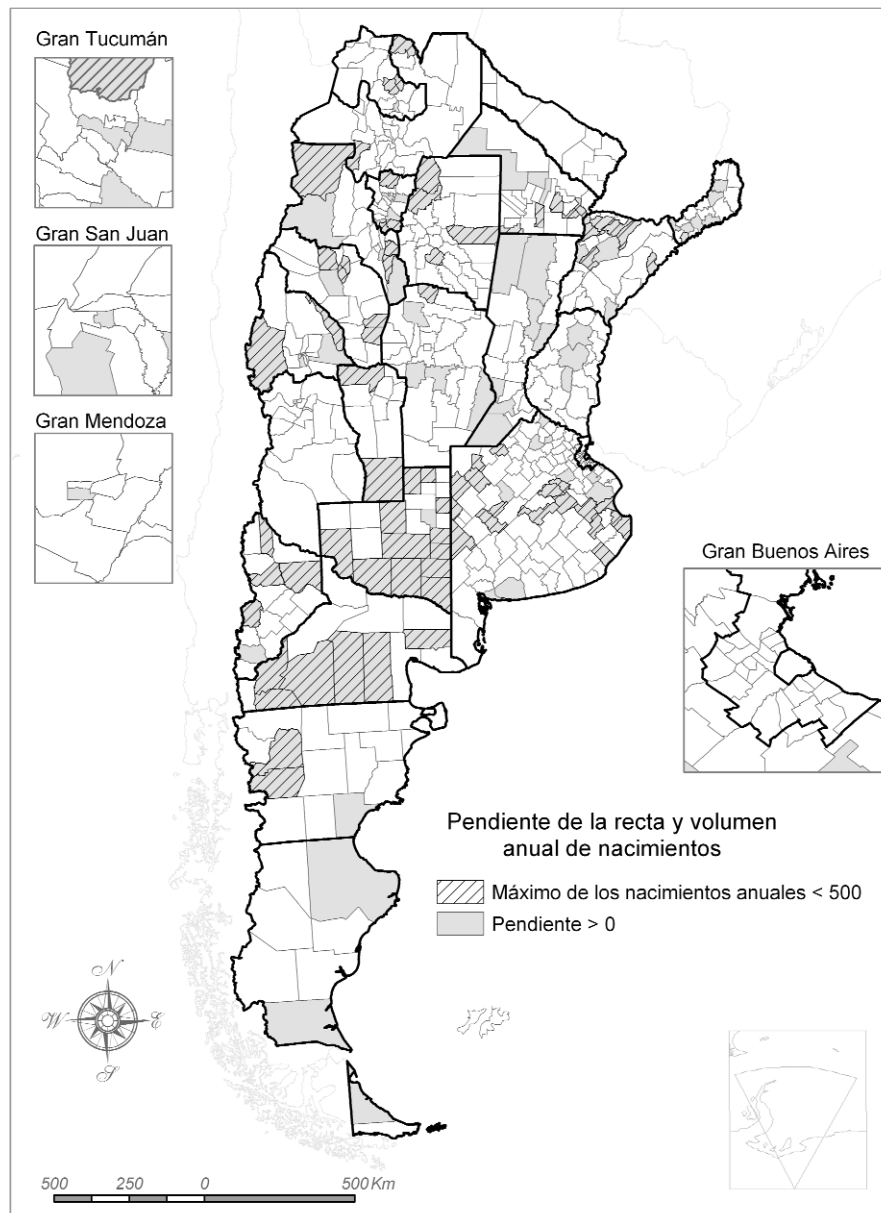 Gran Tucumán
Gran San Juan
Gran Mendoza
Gran Buenos Aires
Pendiente de la recta y volumen
anual de nacimientos
Máximo de los nacimientos anuales < 500
Pendiente > 0
N
W E
S
500 250 0 500 Km